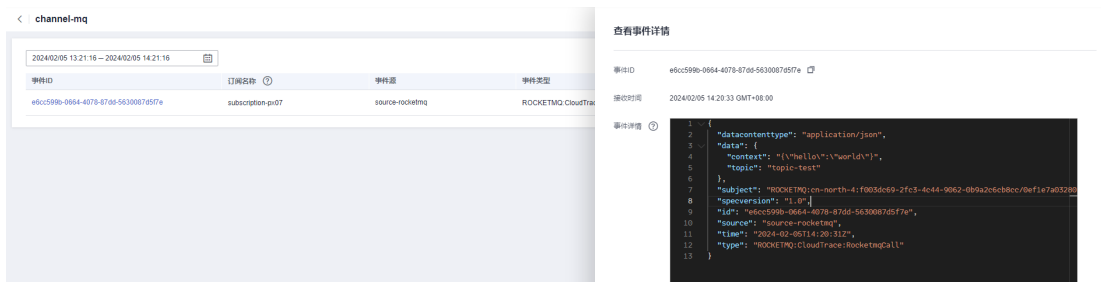 < channel-mq
2024/02/05 13:21:16 – 2024/02/05 14:21:16
事件ID 订阅名称 ? 事件源 事件类型
e6cc599b-0664-4078-87dd-5630087d5f7e subscription-px07 source-rocketmq ROCKETMQ:CloudTrac
查看事件详情
事件ID e6cc599b-0664-4078-87dd-5630087d5f7e
接收时间 2024/02/05 14:20:33 GMT+08:00
事件详情 ?
1 {
2 "datacontenttype": "application/json",
3 "data": {
4 "context": "{\"hello\":\"world\"}",
5 "topic": "topic-test"
6 },
7 "subject": "ROCKETMQ:cn-north-4:f003dc69-2fc3-4c44-9062-0b9a2c6cb8cc/0ef1e7a03280
8 "specversion": "1.0",
9 "id": "e6cc599b-0664-4078-87dd-5630087d5f7e",
10 "source": "source-rocketmq",
11 "time": "2024-02-05T14:20:31Z",
12 "type": "ROCKETMQ:CloudTrace:RocketmqCall"
13 }